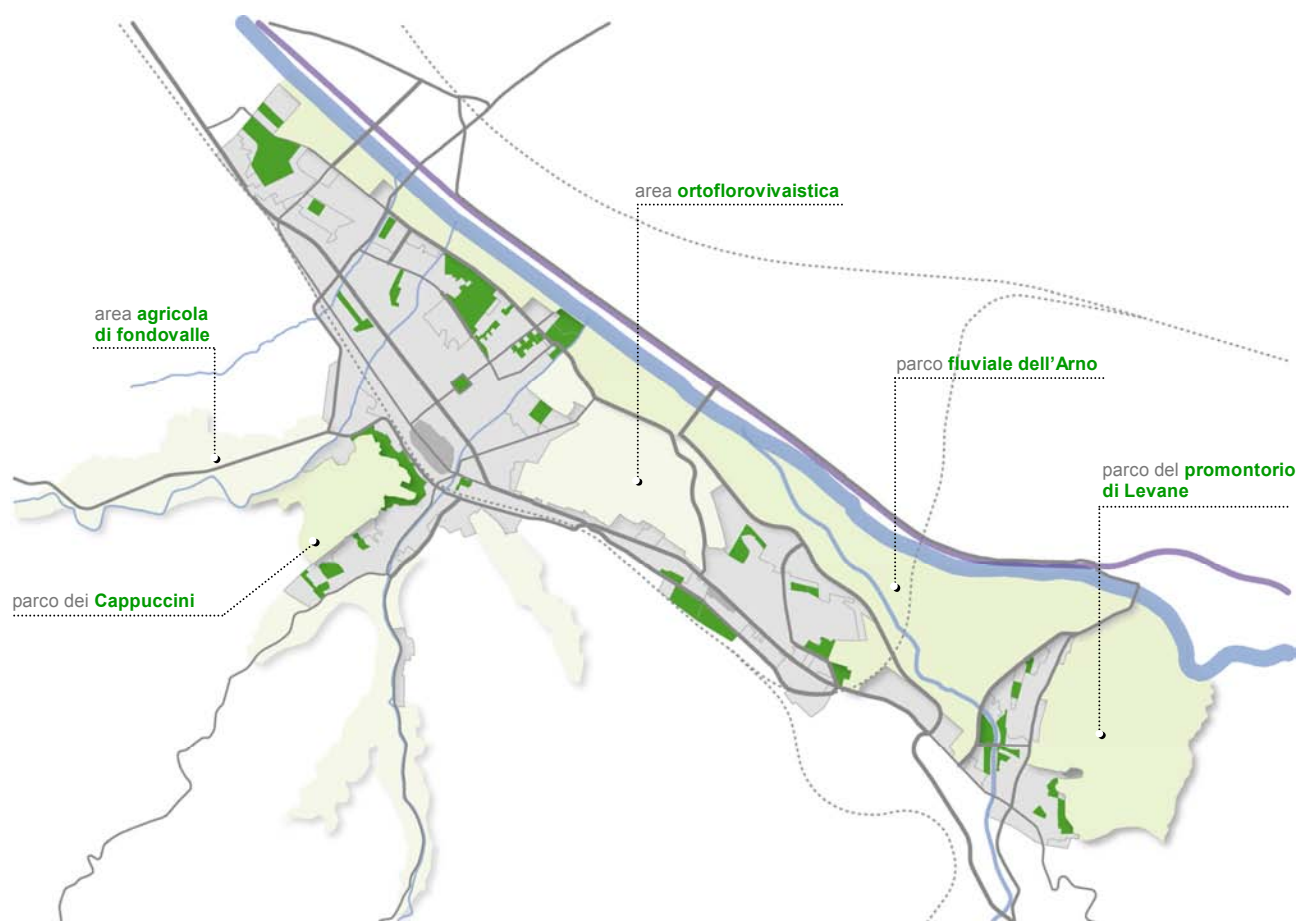 area ortoflorovivaistica
area agricola
di fondovalle
parco fluviale dell'Arno
parco del promontorio
di Levane
parco dei Cappuccini